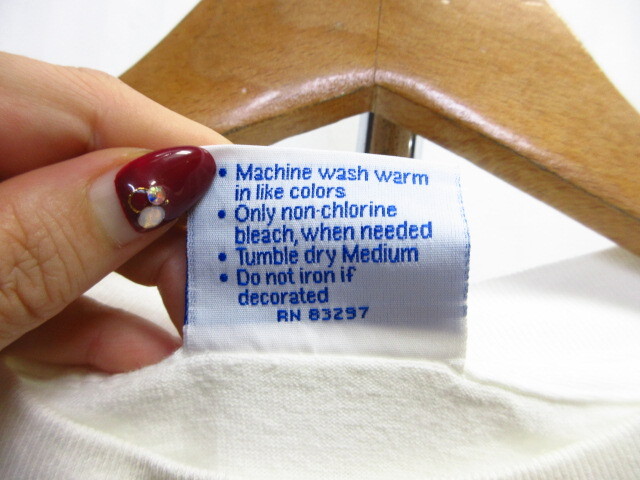 • Machine wash warm
in like colors
• Only non-chlorine
bleach, when needed
• Tumble dry Medium
• Do not iron if
decorated
RN 83297